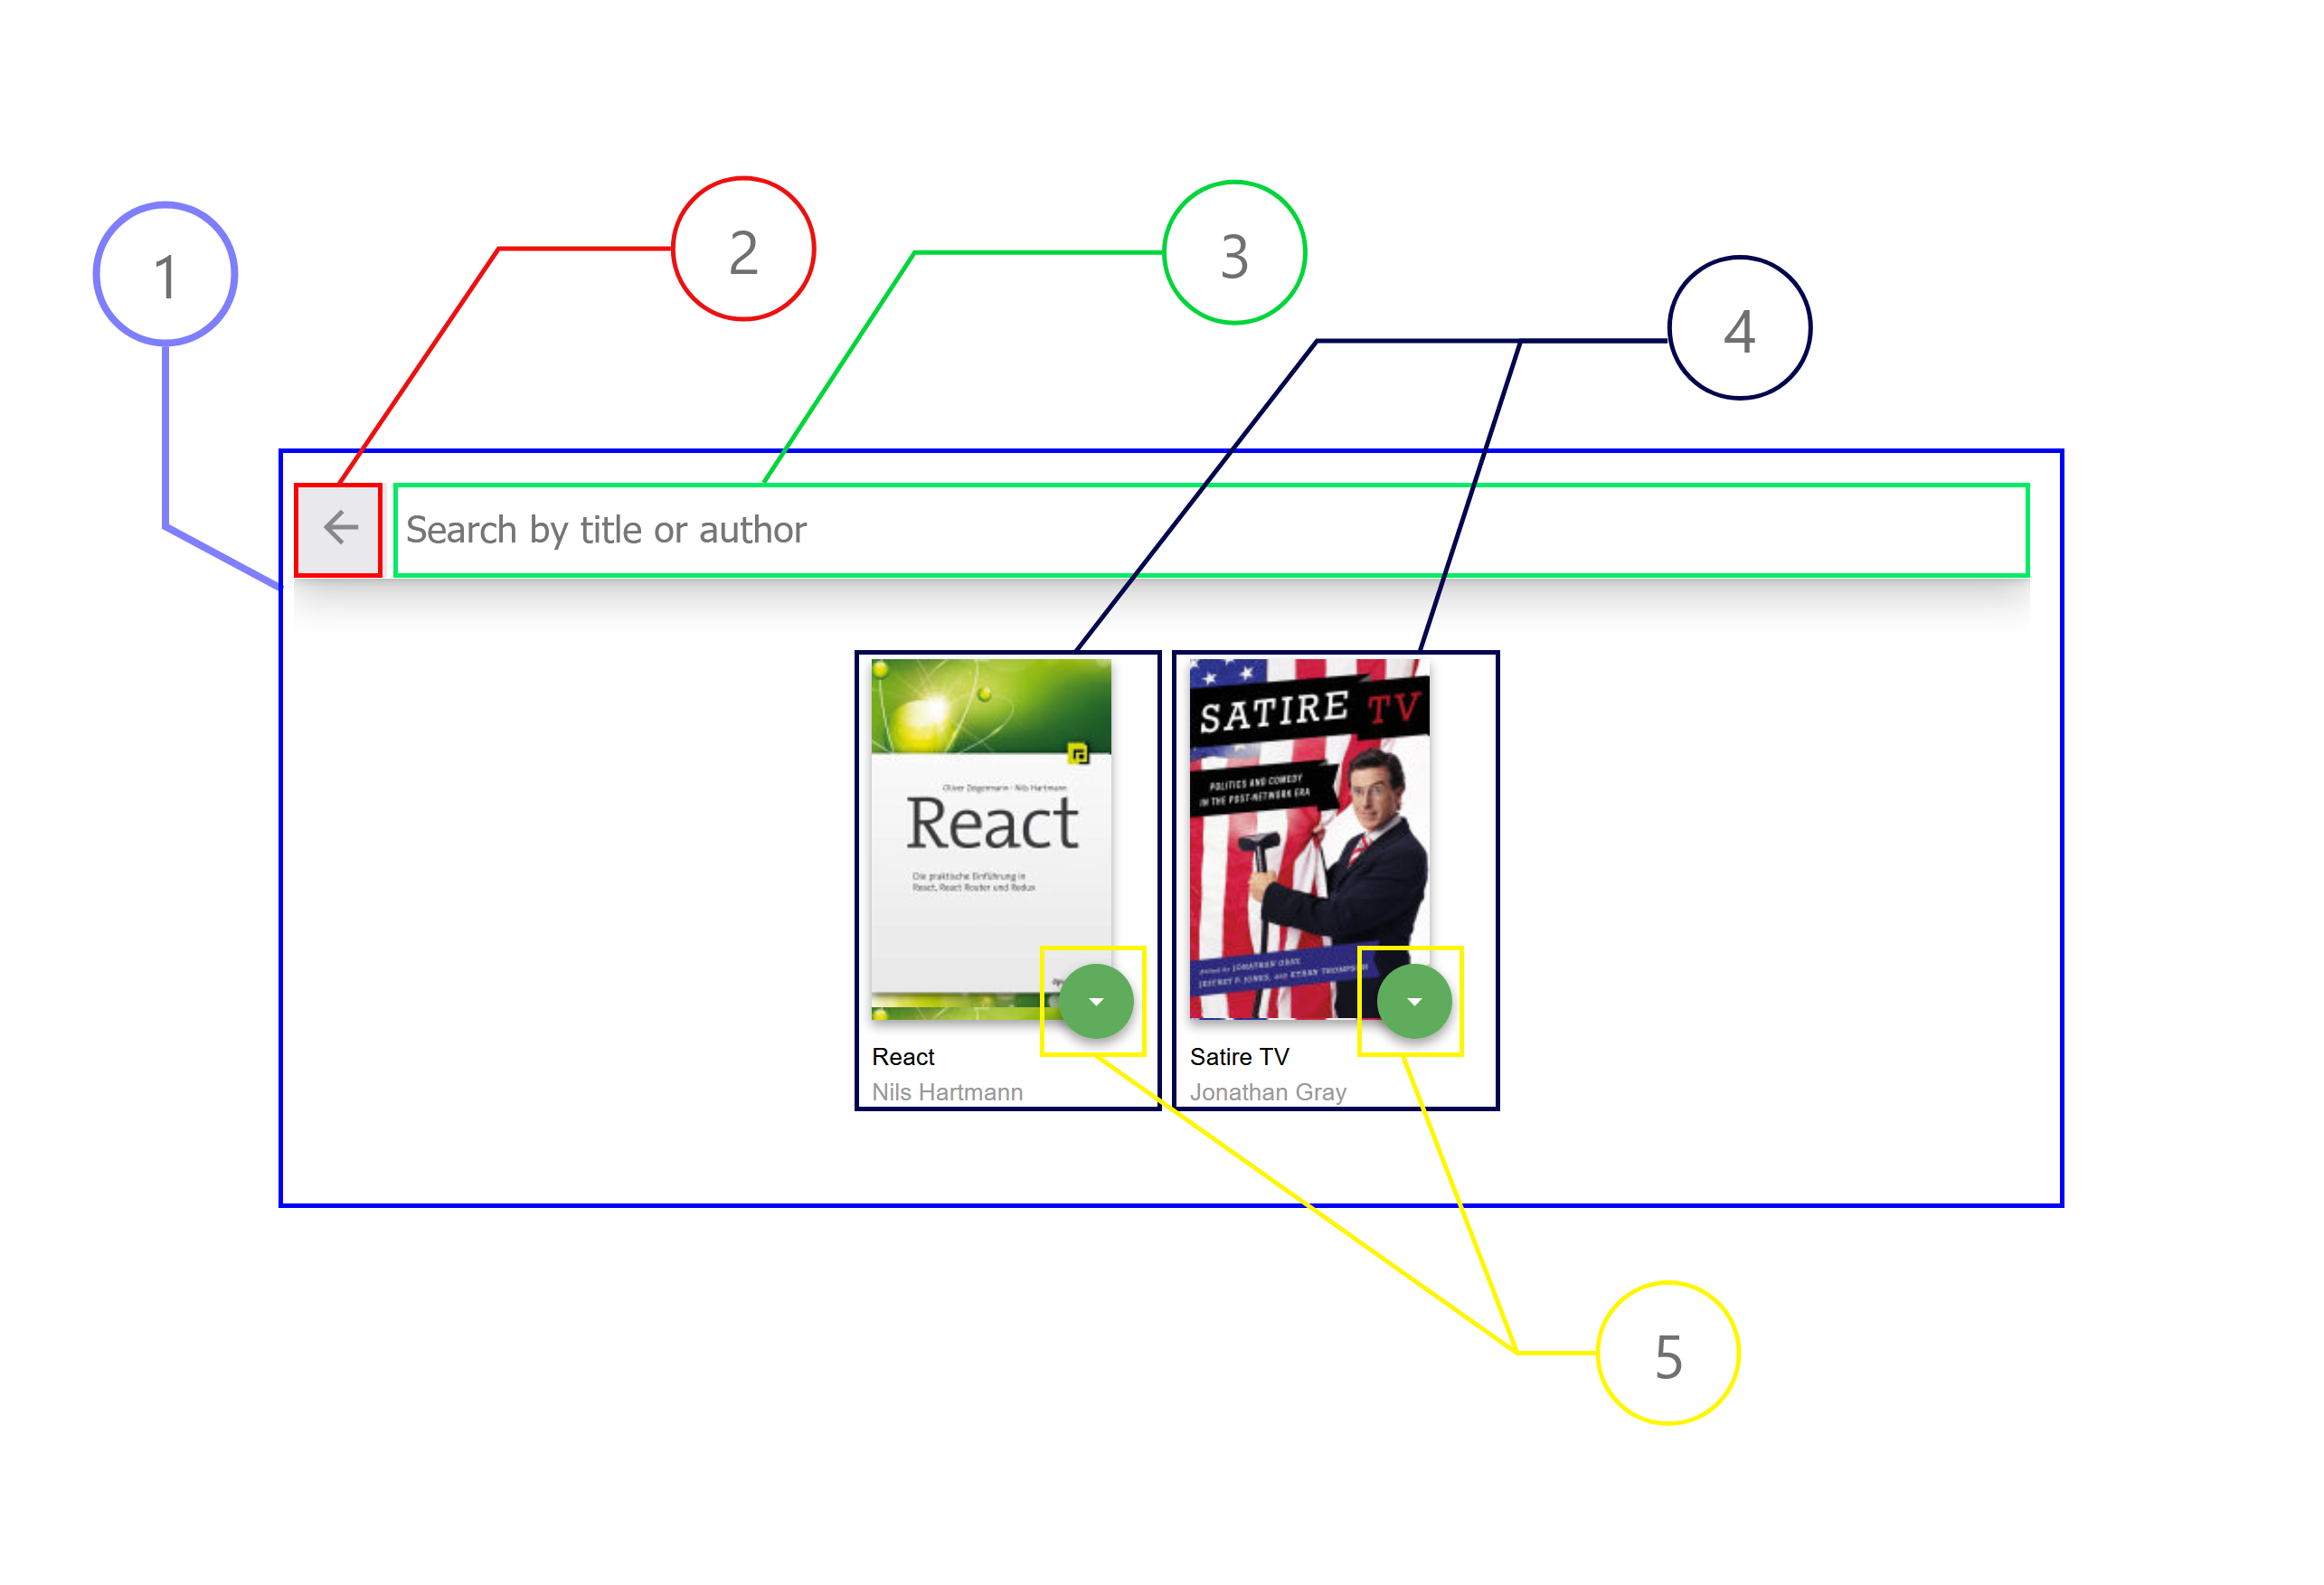 1
2
3
4
Search by title or author
Oliver Zeigermann · Nils Hartmann
React
Die praktische Einführung in
React, React Router und Redux
SATIRE TV
POLITICS AND COMEDY
IN THE POST-NETWORK ERA
Edited by JONATHAN GRAY,
JEFFREY P. JONES, and ETHAN THOMPSON
React
Nils Hartmann
Satire TV
Jonathan Gray
5